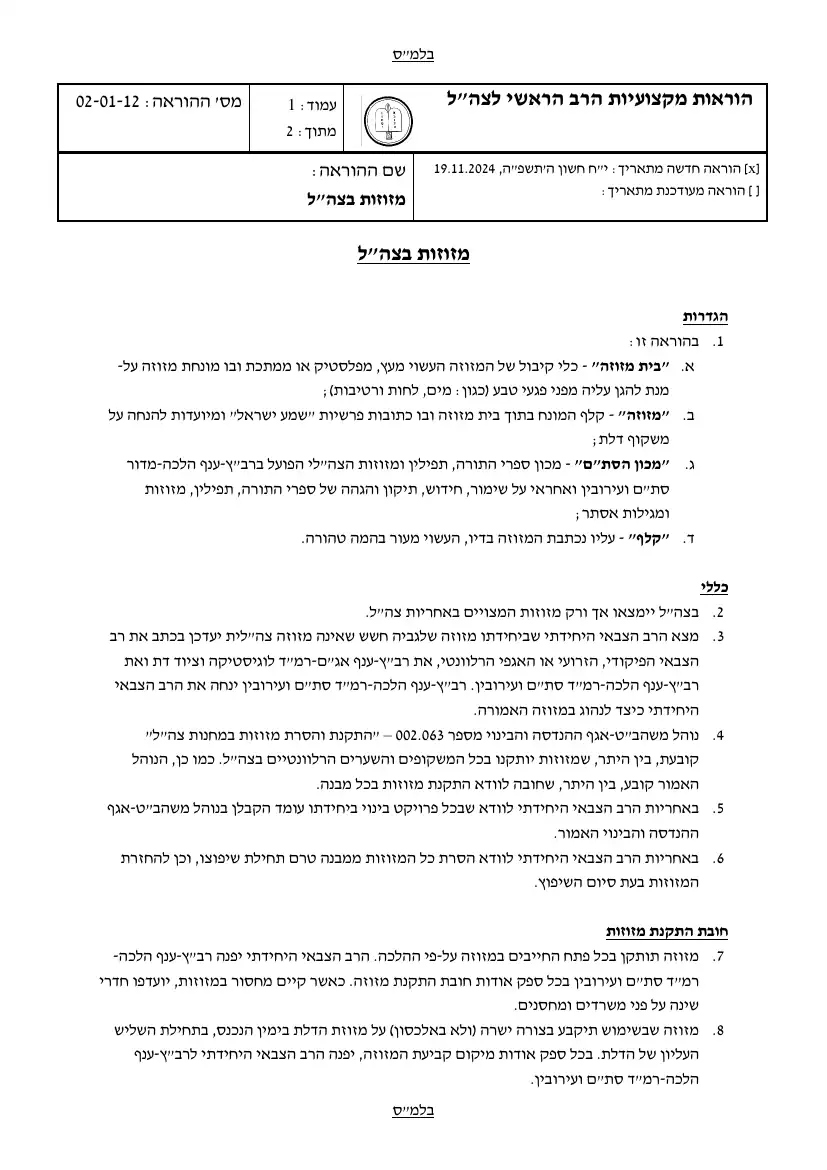 בלמ״ס
הוראות מקצועיות הרב הראשי לצה״ל
עמוד: 1
מתוך: 2
מס׳ ההוראה: 02-01-12
[x] הוראה חדשה מתאריך: י״ח חשון ה׳תשפ״ה, 19.11.2024
[ ] הוראה מעודכנת מתאריך:
שם ההוראה:
מזוזות בצה״ל
מזוזות בצה״ל
הגדרות
1. בהוראה זו:
א. ״בית מזוזה״ - כלי קיבול של המזוזה העשוי מעץ, מפלסטיק או ממתכת ובו מונחת מזוזה על-
מנת להגן עליה מפני פגעי טבע (כגון: מים, לחות ורטיבות);
ב. ״מזוזה״ - קלף המונח בתוך בית מזוזה ובו כתובות פרשיות ״שמע ישראל״ ומיועדות להנחה על
משקוף דלת;
ג. ״מכון הסת״ם״ - מכון ספרי התורה, תפילין ומזוזות הצה״לי הפועל ברב״ץ-ענף הלכה-מדור
סת״ם ועירובין ואחראי על שימור, חידוש, תיקון והגהה של ספרי התורה, תפילין, מזוזות
ומגילות אסתר;
ד. ״קלף״ - עליו נכתבת המזוזה בדיו, העשוי מעור בהמה טהורה.
כללי
2. בצה״ל יימצאו אך ורק מזוזות המצויים באחריות צה״ל.
3. מצא הרב הצבאי היחידתי שביחידתו מזוזה שלגביה חשש שאינה מזוזה צה״לית יעדכן בכתב את רב
הצבאי הפיקודי, הזרועי או האגפי הרלוונטי, את רב״ץ-ענף אג״ם-רמ״ד לוגיסטיקה וציוד דת ואת
רב״ץ-ענף הלכה-רמ״ד סת״ם ועירובין. רב״ץ-ענף הלכה-רמ״ד סת״ם ועירובין ינחה את הרב הצבאי
היחידתי כיצד לנהוג במזוזה האמורה.
4. נוהל משהב״ט-אגף ההנדסה והבינוי מספר 002.063 – ״התקנת והסרת מזוזות במחנות צה״ל״
קובעת, בין היתר, שמזוזות יותקנו בכל המשקופים והשערים הרלוונטיים בצה״ל. כמו כן, הנוהל
האמור קובע, בין היתר, שחובה לוודא התקנת מזוזות בכל מבנה.
5. באחריות הרב הצבאי היחידתי לוודא שבכל פרויקט בינוי ביחידתו עומד הקבלן בנוהל משהב״ט-אגף
ההנדסה והבינוי האמור.
6. באחריות הרב הצבאי היחידתי לוודא הסרת כל המזוזות ממבנה טרם תחילת שיפוצו, וכן להחזרת
המזוזות בעת סיום השיפוץ.
חובת התקנת מזוזות
7. מזוזה תותקן בכל פתח החייבים במזוזה על-פי ההלכה. הרב הצבאי היחידתי יפנה רב״ץ-ענף הלכה-
רמ״ד סת״ם ועירובין בכל ספק אודות חובת התקנת מזוזה. כאשר קיים מחסור במזוזות, יועדפו חדרי
שינה על פני משרדים ומחסנים.
8. מזוזה שבשימוש תיקבע בצורה ישרה (ולא באלכסון) על מזוזת הדלת בימין הנכנס, בתחילת השליש
העליון של הדלת. בכל ספק אודות מיקום קביעת המזוזה, יפנה הרב הצבאי היחידתי לרב״ץ-ענף
הלכה-רמ״ד סת״ם ועירובין.
בלמ״ס